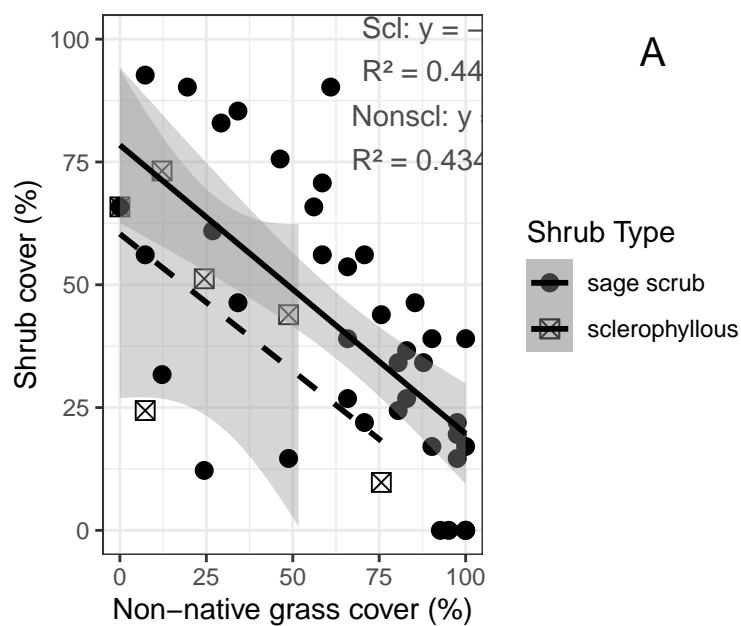 Scl: y = −
R² = 0.44
Nonscl: y
R² = 0.434
A
100
75
50
25
0
Shrub cover (%)
0 25 50 75 100
Non−native grass cover (%)
Shrub Type
sage scrub
sclerophyllous